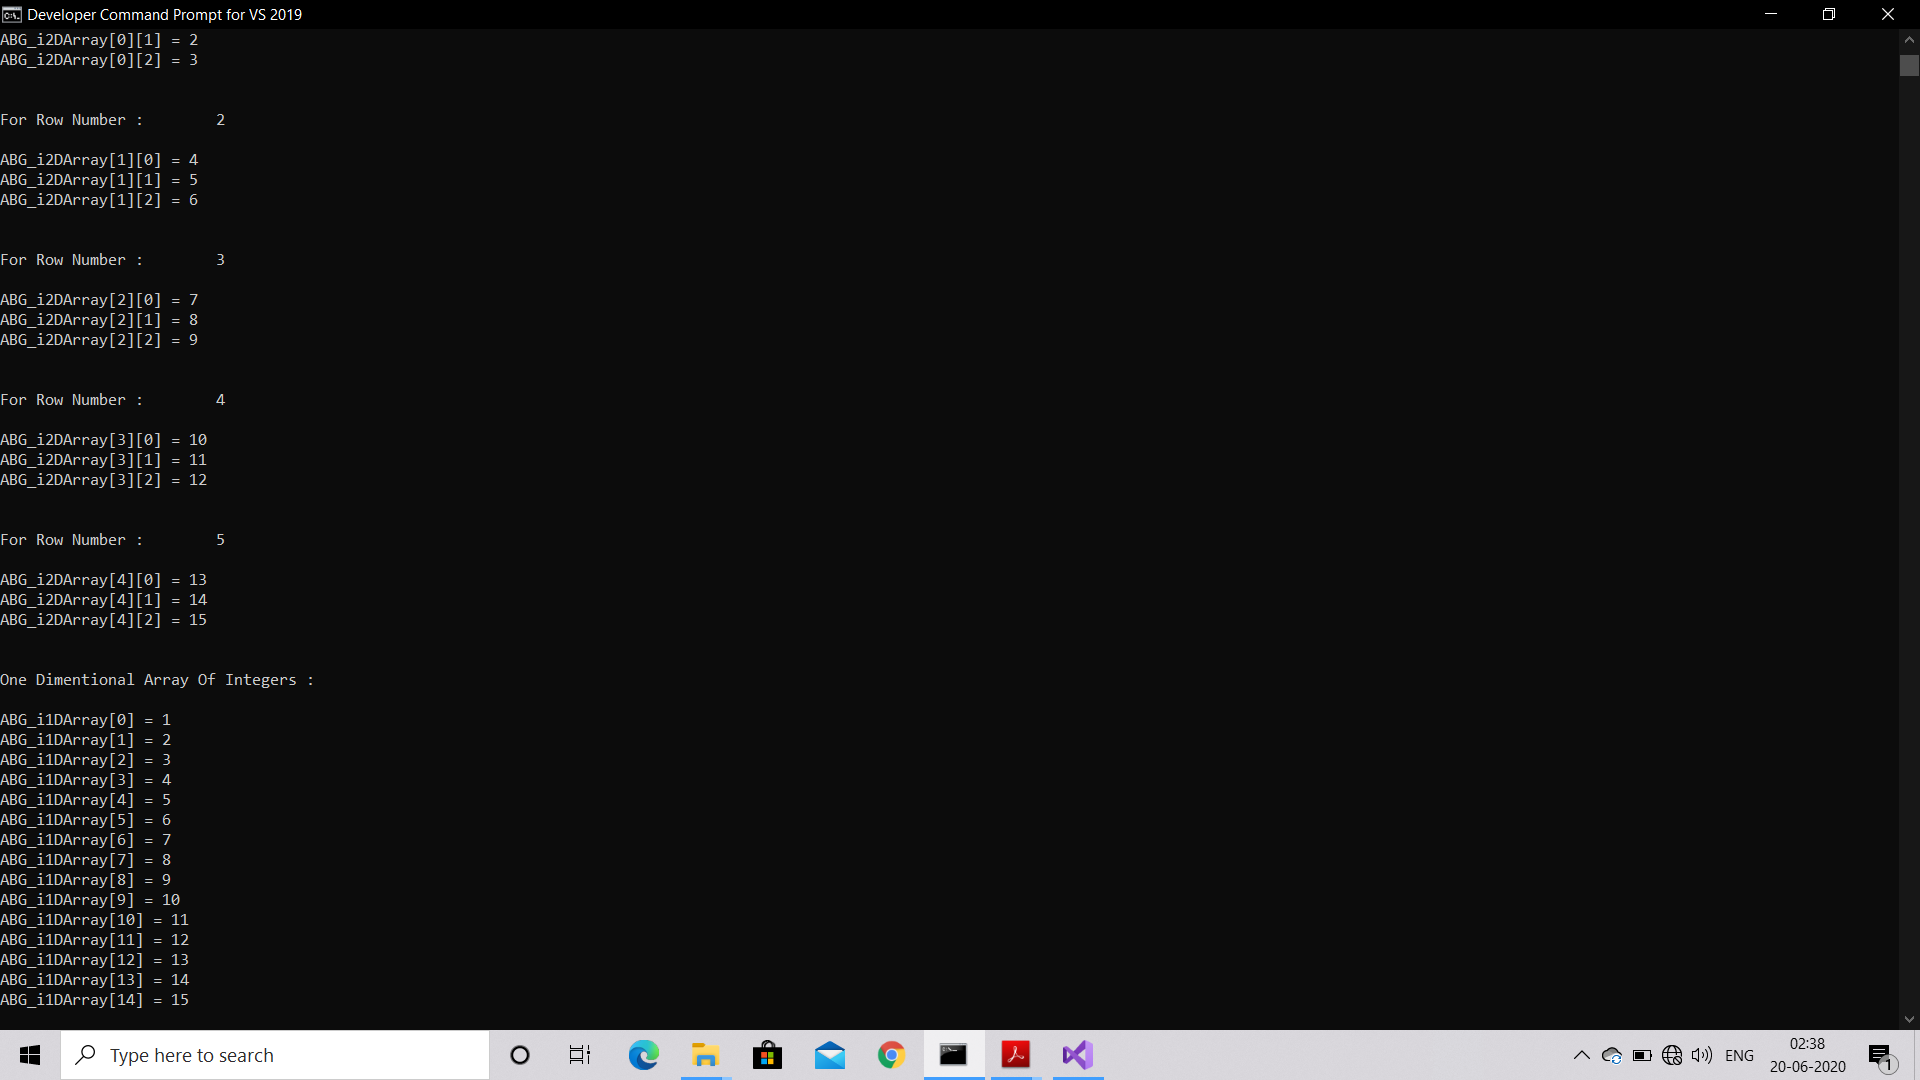 Developer Command Prompt for VS 2019
ABG_i2DArray[0][1] = 2
ABG_i2DArray[0][2] = 3
For Row Number :        2
ABG_i2DArray[1][0] = 4
ABG_i2DArray[1][1] = 5
ABG_i2DArray[1][2] = 6
For Row Number :        3
ABG_i2DArray[2][0] = 7
ABG_i2DArray[2][1] = 8
ABG_i2DArray[2][2] = 9
For Row Number :        4
ABG_i2DArray[3][0] = 10
ABG_i2DArray[3][1] = 11
ABG_i2DArray[3][2] = 12
For Row Number :        5
ABG_i2DArray[4][0] = 13
ABG_i2DArray[4][1] = 14
ABG_i2DArray[4][2] = 15
One Dimentional Array Of Integers :
ABG_i1DArray[0] = 1
ABG_i1DArray[1] = 2
ABG_i1DArray[2] = 3
ABG_i1DArray[3] = 4
ABG_i1DArray[4] = 5
ABG_i1DArray[5] = 6
ABG_i1DArray[6] = 7
ABG_i1DArray[7] = 8
ABG_i1DArray[8] = 9
ABG_i1DArray[9] = 10
ABG_i1DArray[10] = 11
ABG_i1DArray[11] = 12
ABG_i1DArray[12] = 13
ABG_i1DArray[13] = 14
ABG_i1DArray[14] = 15
Type here to search
ENG
02:38
20-06-2020
1